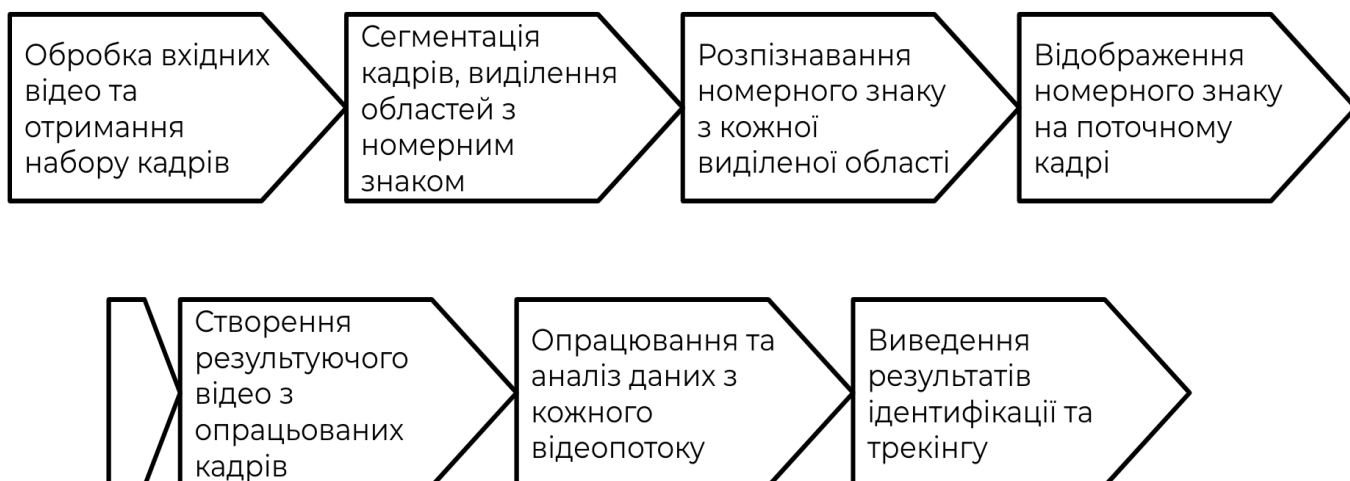 Обробка вхідних
відео та
отримання
набору кадрів
Сегментація
кадрів, виділення
областей з
номерним
знаком
Розпізнавання
номерного знаку
з кожної
виділеної області
Відображення
номерного знаку
на поточному
кадрі
Створення
результуючого
відео з
опрацьованих
кадрів
Опрацювання та
аналіз даних з
кожного
відеопотоку
Виведення
результатів
ідентифікації та
трекінгу